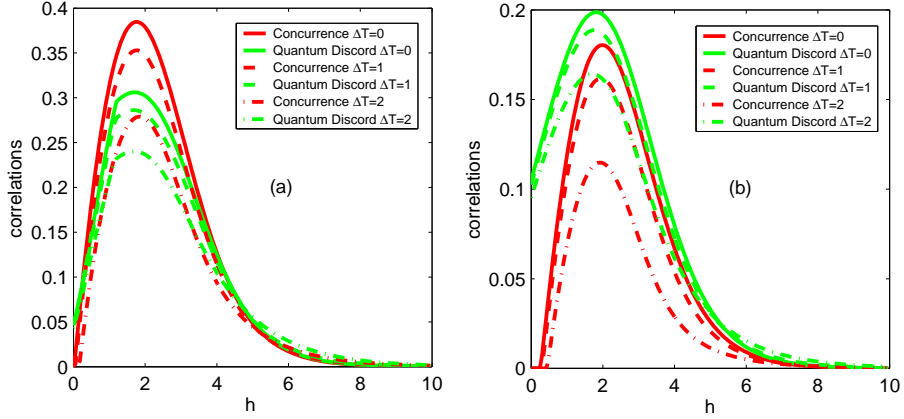 0.4
0.35
0.3
0.25
0.2
0.15
0.1
0.05
0
correlations
0 2 4 6 8 10
h
(a)
Concurrence ΔT=0
Quantum Discord ΔT=0
Concurrence ΔT=1
Quantum Discord ΔT=1
Concurrence ΔT=2
Quantum Discord ΔT=2
0.2
0.15
0.1
0.05
0
correlations
0 2 4 6 8 10
h
(b)
Concurrence ΔT=0
Quantum Discord ΔT=0
Concurrence ΔT=1
Quantum Discord ΔT=1
Concurrence ΔT=2
Quantum Discord ΔT=2